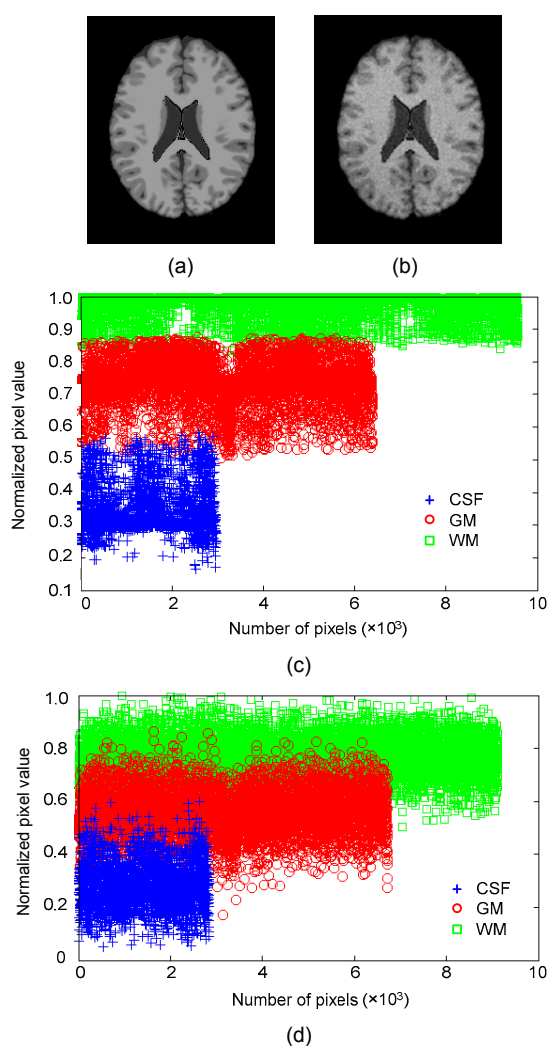 (a) (b)
Normalized pixel value
1.0
0.9
0.8
0.7
0.6
0.5
0.4
0.3
0.2
0.1
CSF
GM
WM
0 2 4 6 8 10
Number of pixels (×10³)
(c)
Normalized pixel value
1.0
0.8
0.6
0.4
0.2
0
CSF
GM
WM
0 2 4 6 8 10
Number of pixels (×10³)
(d)